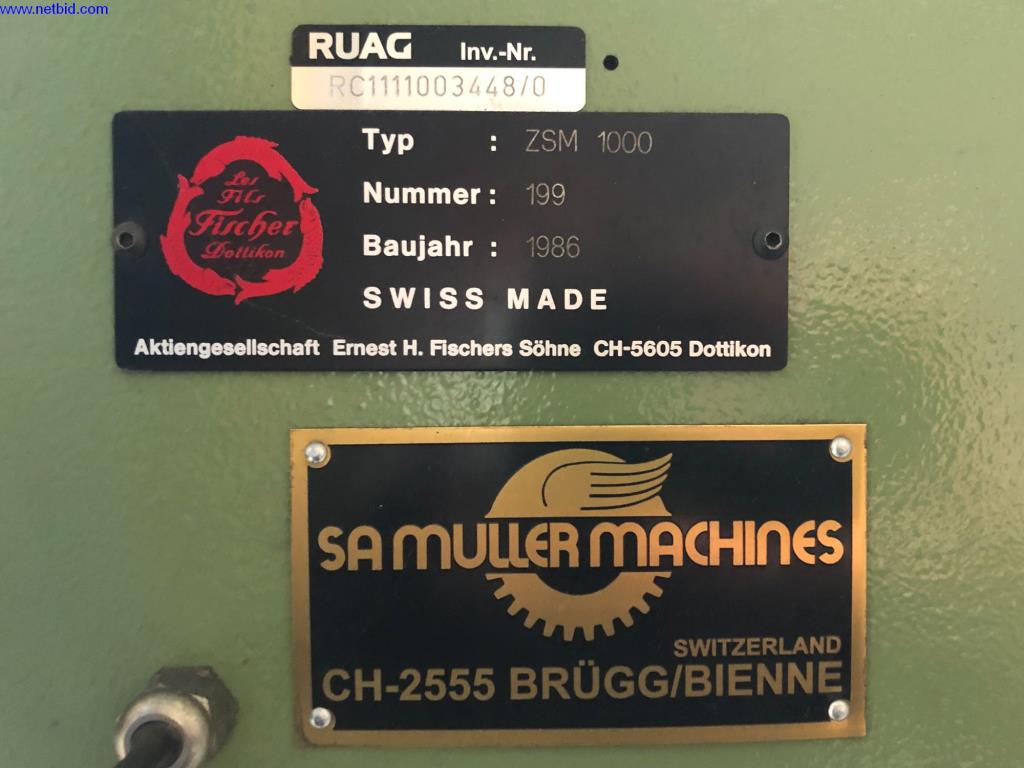 www.netbid.com
RUAG Inv.-Nr.
RC1111003448/0
Les
Fils
Fischer
Dottikon
Typ : ZSM 1000
Nummer : 199
Baujahr : 1986
SWISS MADE
Aktiengesellschaft Ernest H. Fischers Söhne CH-5605 Dottikon
SA MULLER MACHINES
SWITZERLAND
CH-2555 BRÜGG/BIENNE